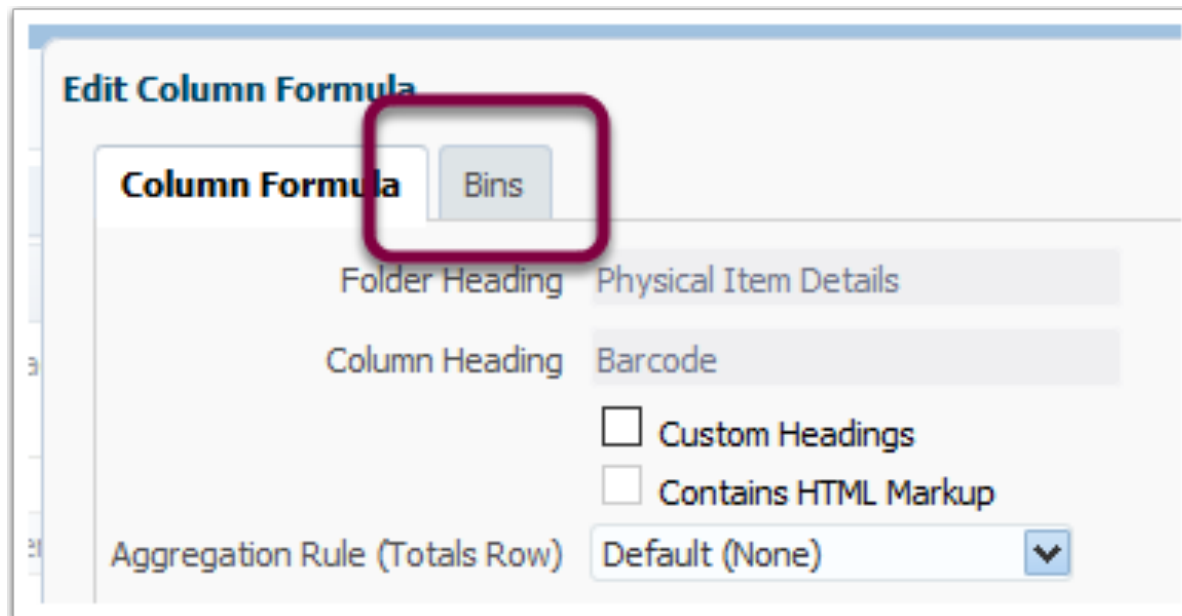 Edit Column Formula
Column Formula Bins
Folder Heading Physical Item Details
Column Heading Barcode
Custom Headings
Contains HTML Markup
Aggregation Rule (Totals Row) Default (None)